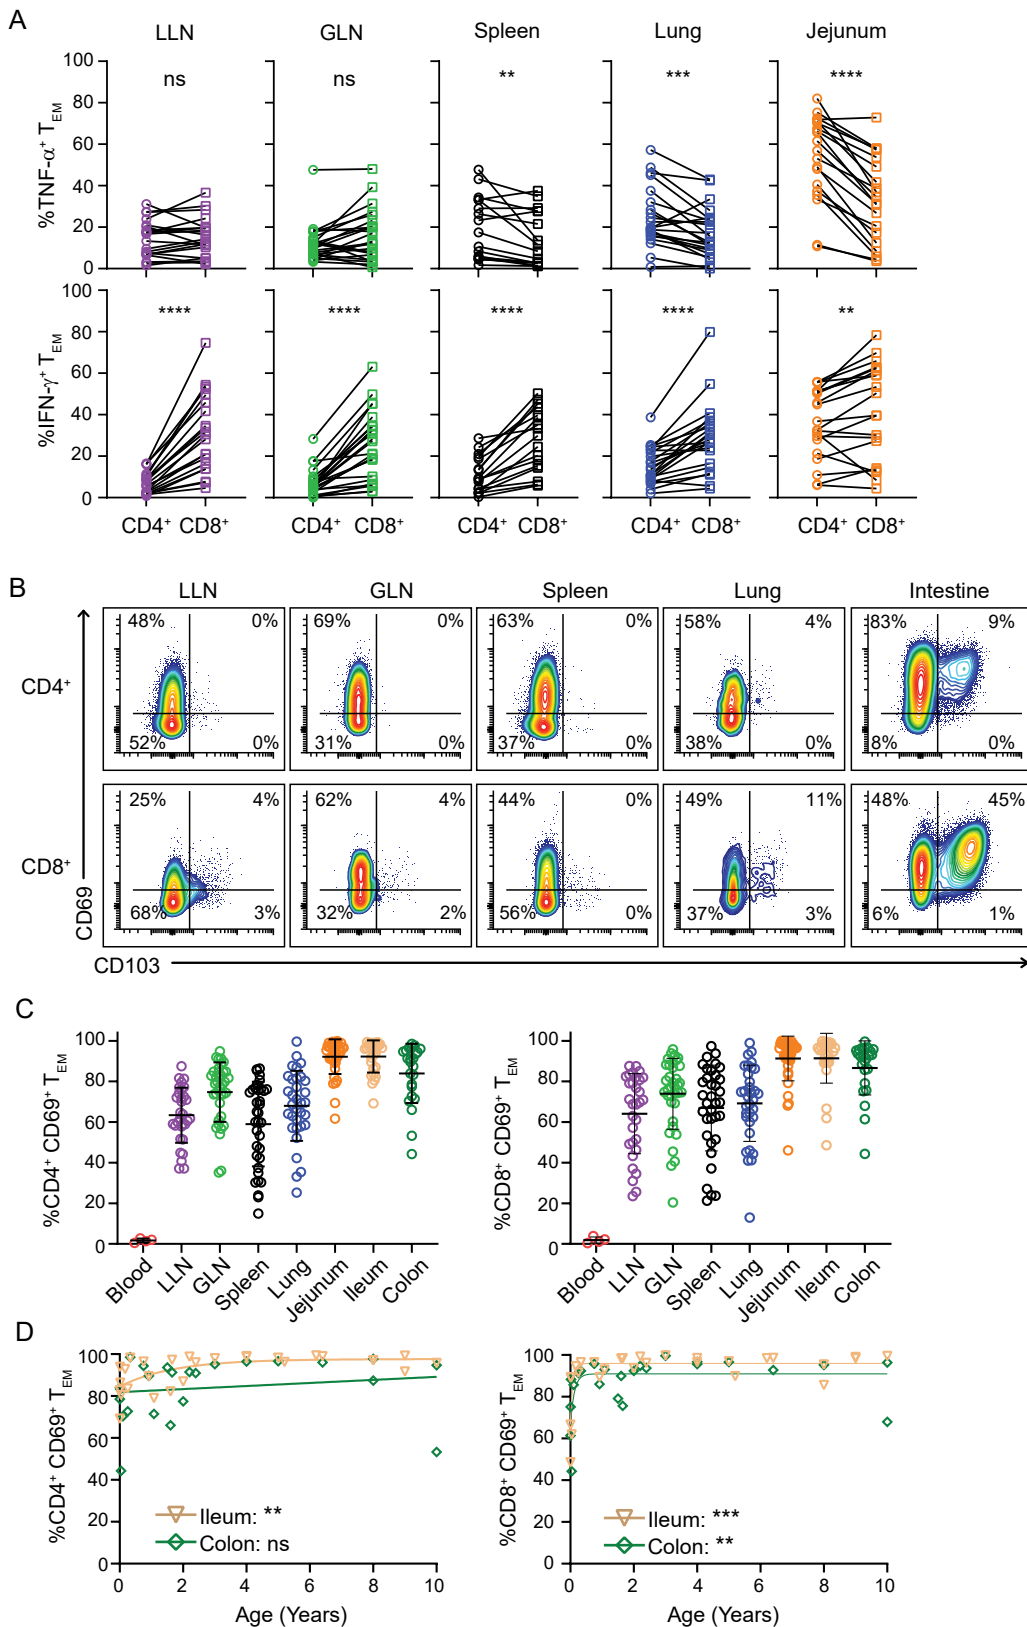 A
LLN GLN Spleen Lung Jejunum
100 ns ns ** *** ****
80
60
40
20
0
%TNF-α⁺ T_EM
100 **** **** **** **** **
80
60
40
20
0
%IFN-γ⁺ T_EM
CD4⁺ CD8⁺ CD4⁺ CD8⁺ CD4⁺ CD8⁺ CD4⁺ CD8⁺ CD4⁺ CD8⁺
B
LLN GLN Spleen Lung Intestine
48% 0% 69% 0% 63% 0% 58% 4% 83% 9%
CD4⁺
52% 0% 31% 0% 37% 0% 38% 0% 8% 0%
25% 4% 62% 4% 44% 0% 49% 11% 48% 45%
CD8⁺
68% 3% 32% 2% 56% 0% 37% 3% 6% 1%
CD69
CD103
C
100
80
60
40
20
0
%CD4⁺ CD69⁺ T_EM
Blood LLN GLN Spleen Lung Jejunum Ileum Colon
100
80
60
40
20
0
%CD8⁺ CD69⁺ T_EM
Blood LLN GLN Spleen Lung Jejunum Ileum Colon
D
100
80
60
40
20
0
%CD4⁺ CD69⁺ T_EM
Ileum: **
Colon: ns
0 2 4 6 8 10
Age (Years)
100
80
60
40
20
0
%CD8⁺ CD69⁺ T_EM
Ileum: ***
Colon: **
0 2 4 6 8 10
Age (Years)